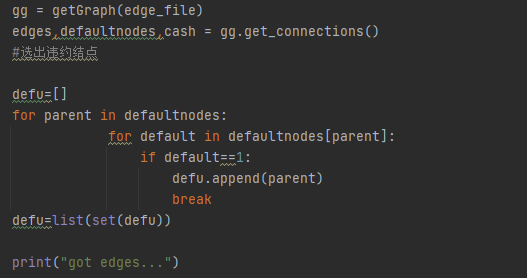 gg = getGraph(edge_file)
edges,defaultnodes,cash = gg.get_connections()
#选出违约结点
defu=[]
for parent in defaultnodes:
for default in defaultnodes[parent]:
if default==1:
defu.append(parent)
break
defu=list(set(defu))
print("got edges...")